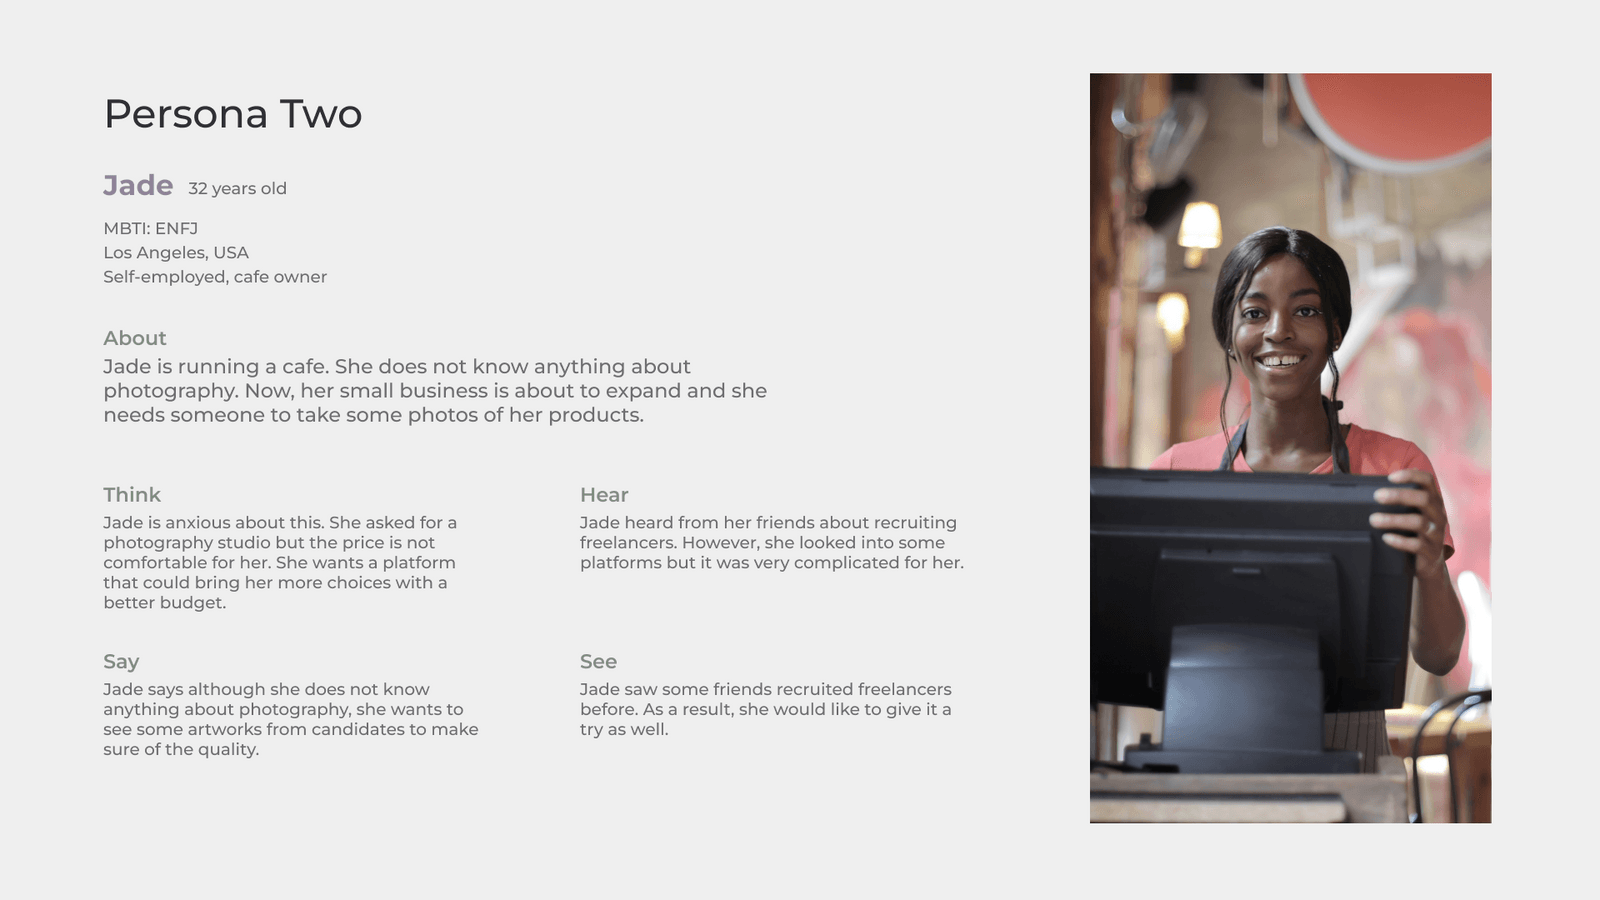 Persona Two
Jade 32 years old
MBTI: ENFJ
Los Angeles, USA
Self-employed, cafe owner
About
Jade is running a cafe. She does not know anything about
photography. Now, her small business is about to expand and she
needs someone to take some photos of her products.
Think
Jade is anxious about this. She asked for a
photography studio but the price is not
comfortable for her. She wants a platform
that could bring her more choices with a
better budget.
Hear
Jade heard from her friends about recruiting
freelancers. However, she looked into some
platforms but it was very complicated for her.
Say
Jade says although she does not know
anything about photography, she wants to
see some artworks from candidates to make
sure of the quality.
See
Jade saw some friends recruited freelancers
before. As a result, she would like to give it a
try as well.